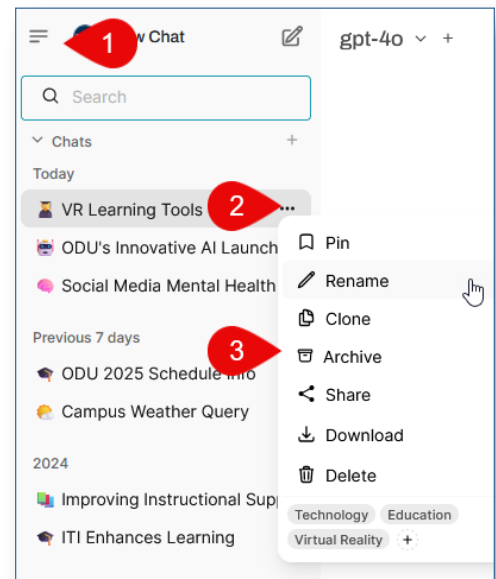 1
Chat
gpt-4o
Search
Chats
Today
VR Learning Tools
2
ODU's Innovative AI Launch
Social Media Mental Health
Previous 7 days
ODU 2025 Schedule Info
Campus Weather Query
2024
Improving Instructional
ITI Enhances Learning
Pin
Rename
Clone
3
Archive
Share
Download
Delete
Technology
Education
Virtual Reality
+